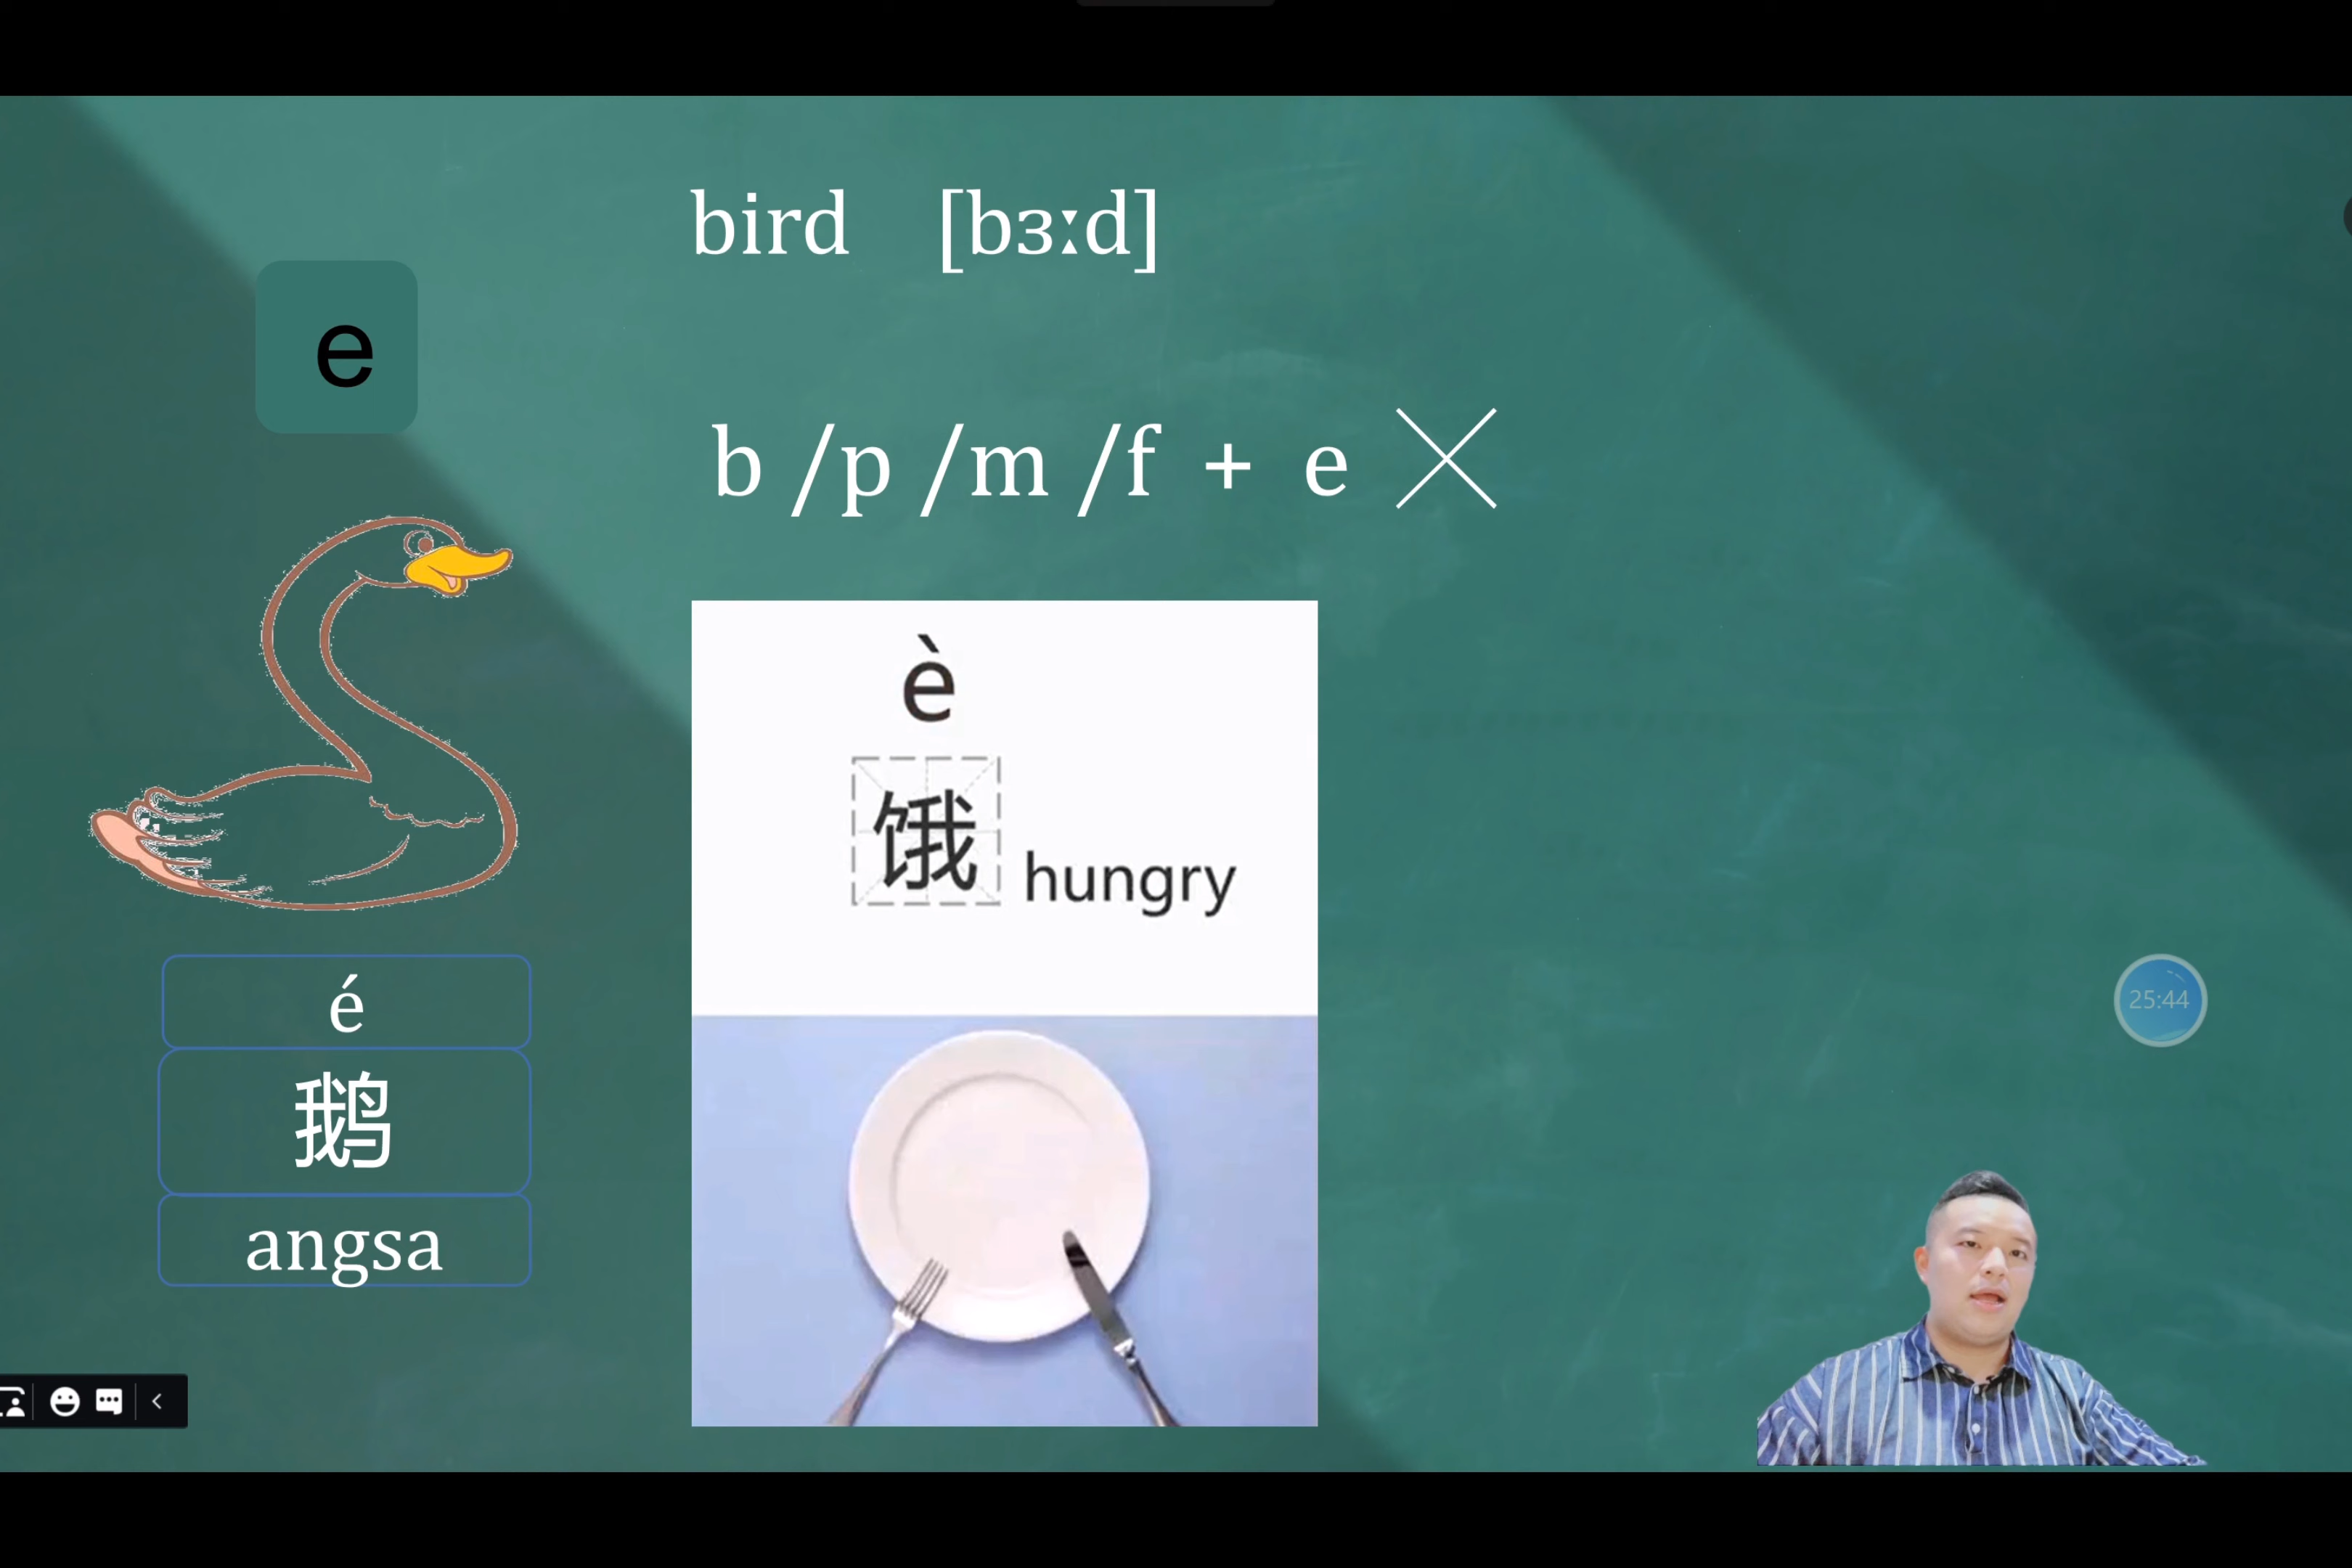 bird [bɜːd]
e
b /p /m /f + e ×
è
饿 hungry
é
鹅
angsa
25:44